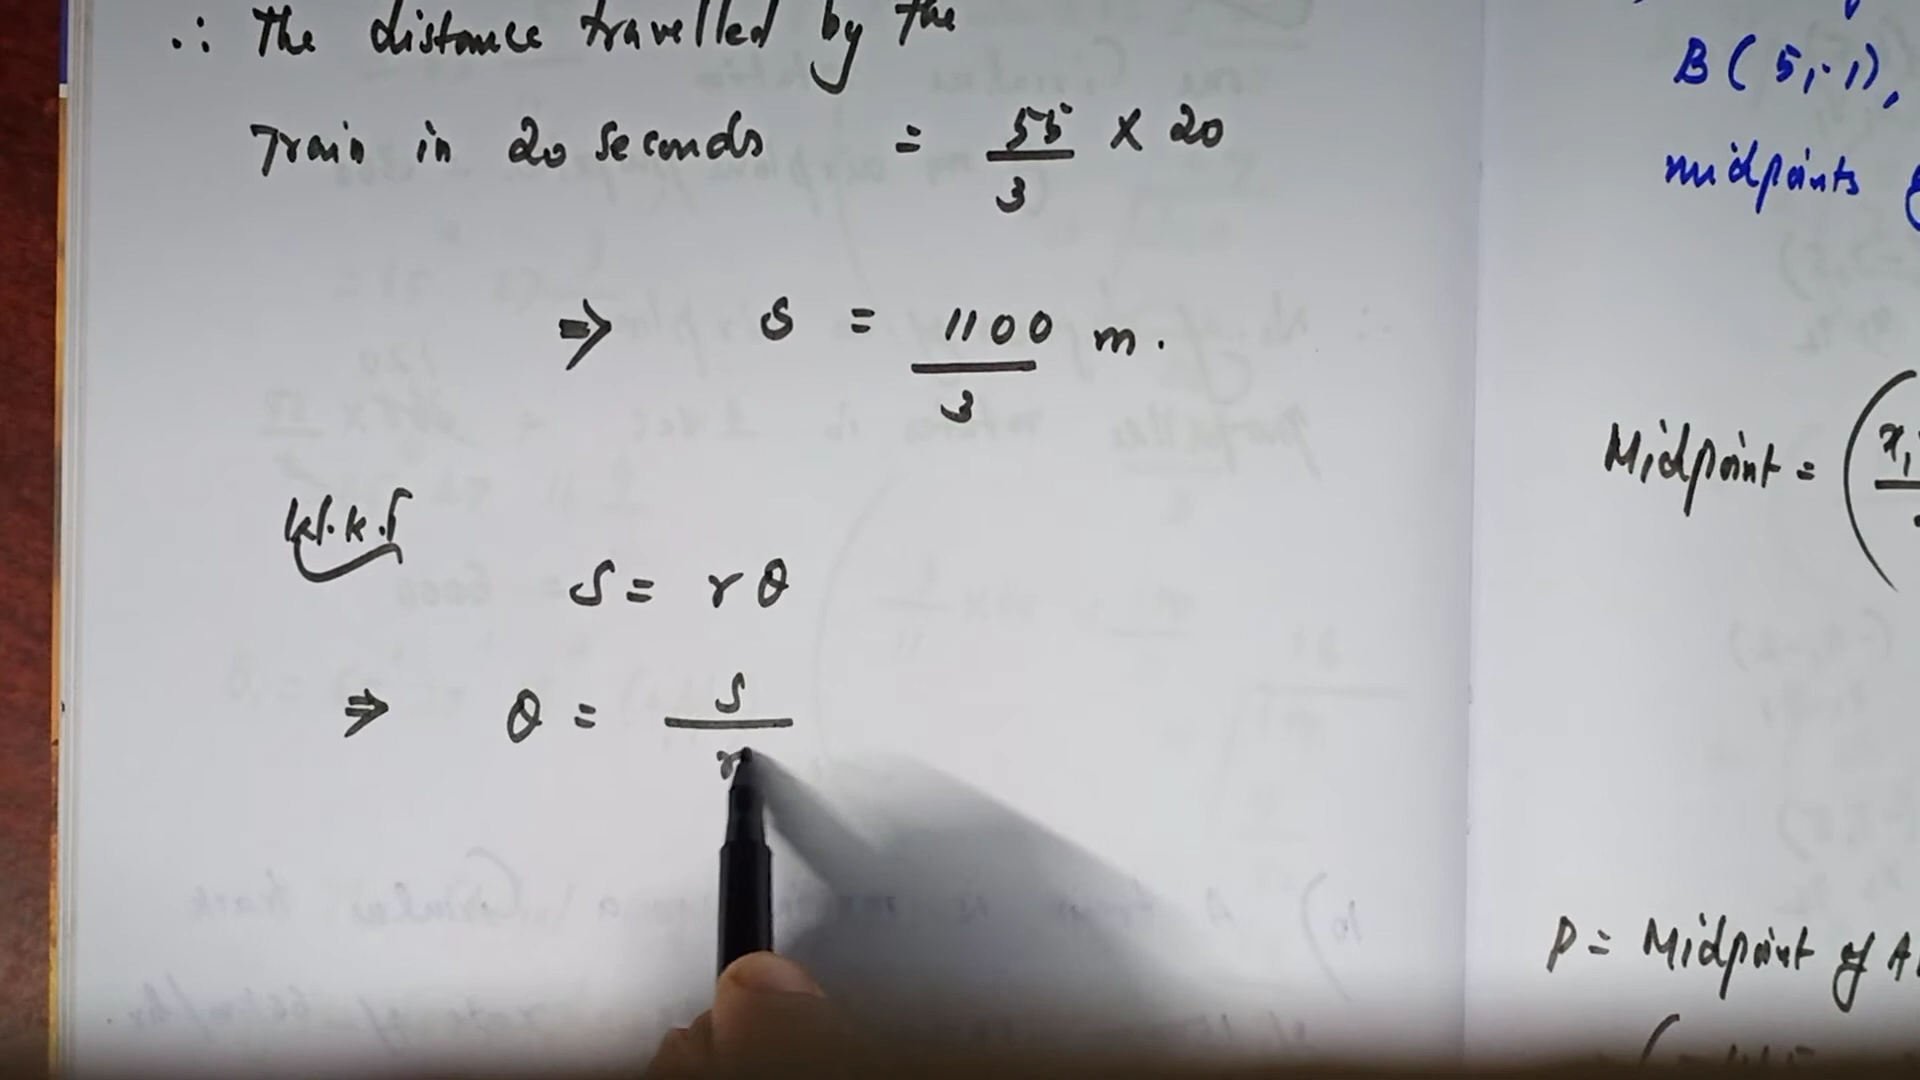 ∴ The distance travelled by the
Train in 20 seconds = 55/3 × 20
⇒ S = 1100/3 m.
W.K.T
S = rθ
⇒ θ = S/r
B(5,-1),
midpoints
Midpoint = (x₁
P = Midpoint of A